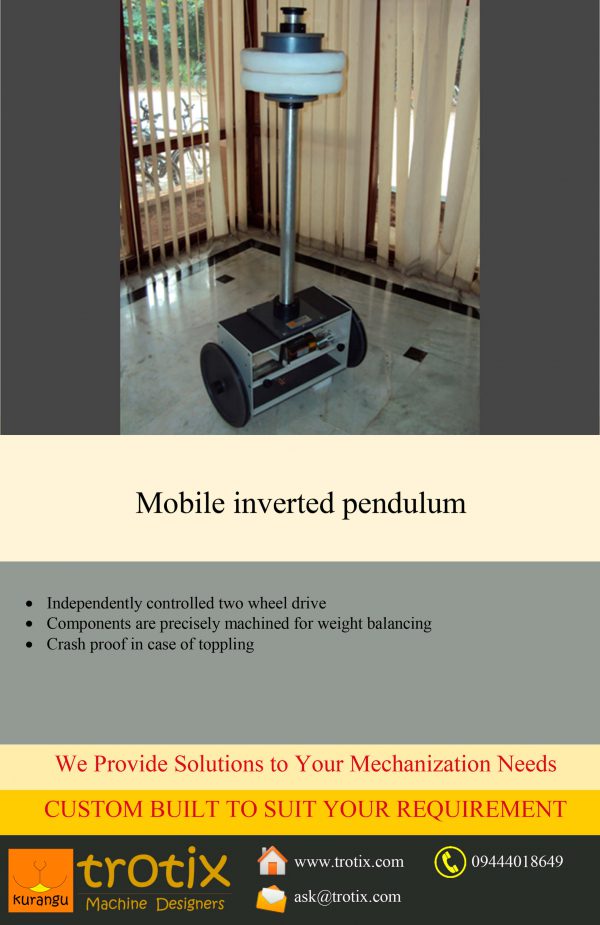 Mobile inverted pendulum
• Independently controlled two wheel drive
• Components are precisely machined for weight balancing
• Crash proof in case of toppling
We Provide Solutions to Your Mechanization Needs
CUSTOM BUILT TO SUIT YOUR REQUIREMENT
kurangu
trotix
Machine Designers
www.trotix.com
09444018649
ask@trotix.com